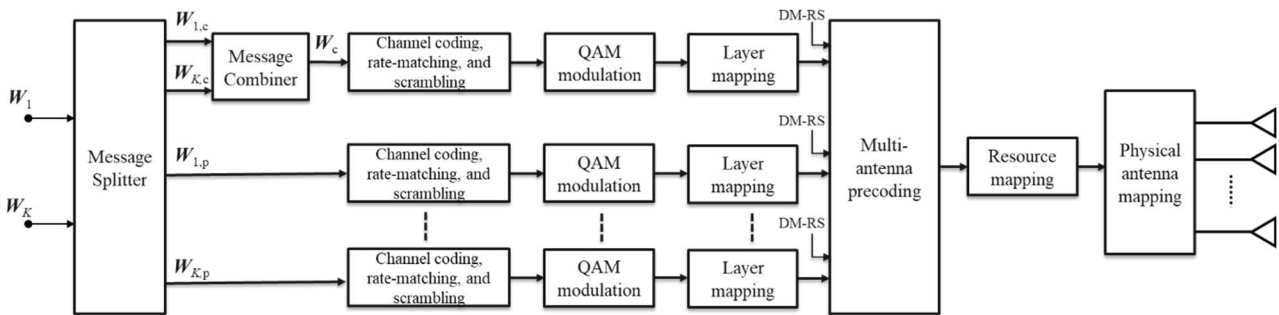 W1
WK
Message
Splitter
W1,c
WK,c
Message
Combiner
Wc
Channel coding,
rate-matching, and
scrambling
QAM
modulation
Layer
mapping
DM-RS
W1,p
Channel coding,
rate-matching, and
scrambling
QAM
modulation
Layer
mapping
DM-RS
WK,p
Channel coding,
rate-matching, and
scrambling
QAM
modulation
Layer
mapping
DM-RS
Multi-
antenna
precoding
Resource
mapping
Physical
antenna
mapping